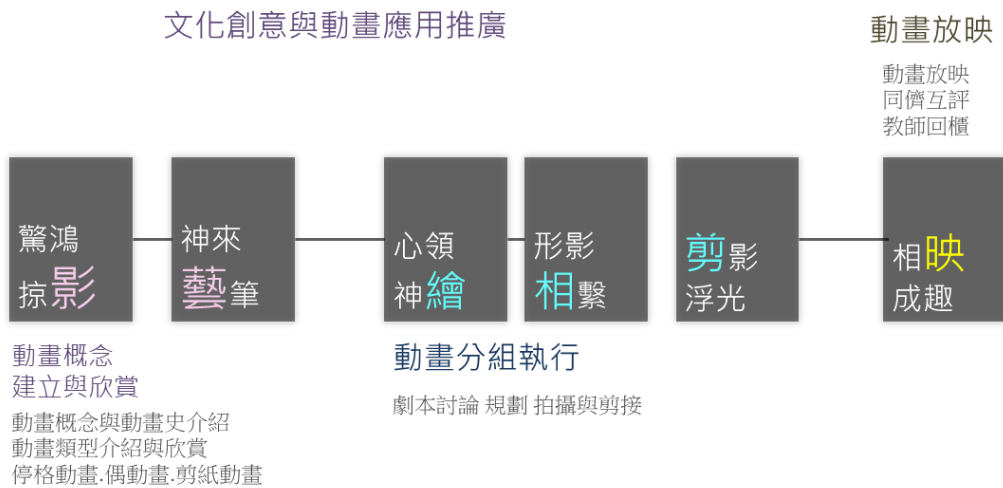 文化創意與動畫應用推廣
動畫放映
動畫放映
同儕互評
教師回櫃
驚鴻
掠影
神來
藝筆
心領
神繪
形影
相繫
剪影
浮光
相映
成趣
動畫概念
建立與欣賞
動畫概念與動畫史介紹
動畫類型介紹與欣賞
停格動畫.偶動畫.剪紙動畫
動畫分組執行
劇本討論 規劃 拍攝與剪接